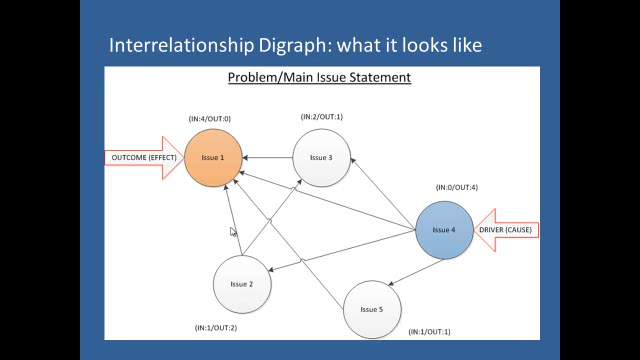 Interrelationship Digraph: what it looks like
Problem/Main Issue Statement
(IN:4/OUT:0)
(IN:2/OUT:1)
OUTCOME (EFFECT)
Issue 1
Issue 3
(IN:0/OUT:4)
Issue 4
DRIVER (CAUSE)
Issue 2
Issue 5
(IN:1/OUT:2)
(IN:1/OUT:1)